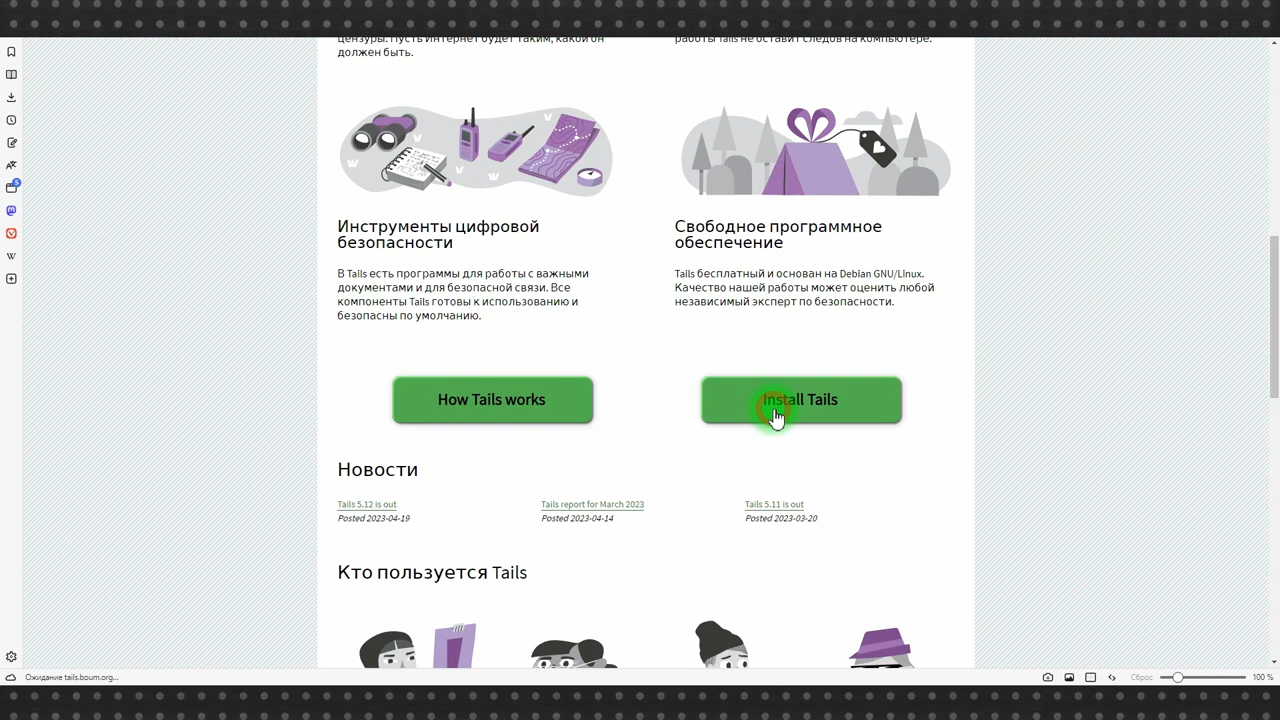 цензуры. Пусть Интернет будет таким, какой он
должен быть.
работы Tails не оставит следов на компьютере.
Инструменты цифровой
безопасности
В Tails есть программы для работы с важными
документами и для безопасной связи. Все
компоненты Tails готовы к использованию и
безопасны по умолчанию.
Свободное программное
обеспечение
Tails бесплатный и основан на Debian GNU/Linux.
Качество нашей работы может оценить любой
независимый эксперт по безопасности.
How Tails works
Install Tails
Новости
Tails 5.12 is out
Posted 2023-04-19
Tails report for March 2023
Posted 2023-04-14
Tails 5.11 is out
Posted 2023-03-20
Кто пользуется Tails
5
W
Ожидание tails.boum.org...
Сброс
100 %